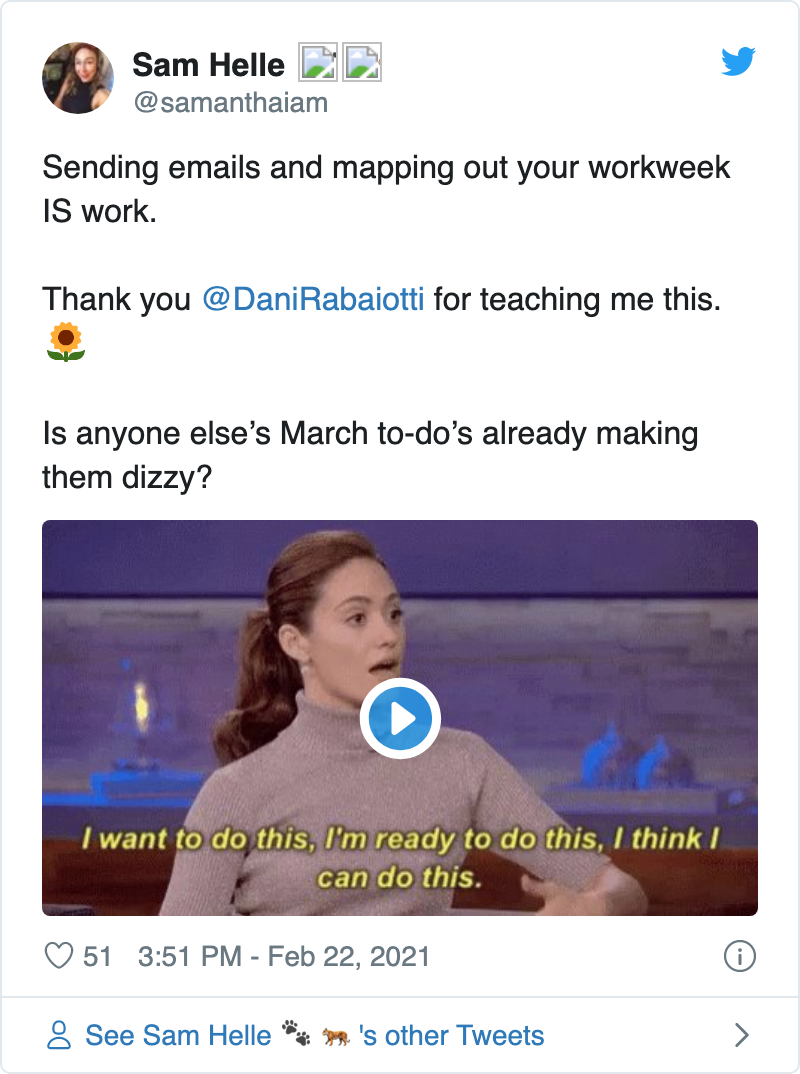 Sam Helle
@samanthaiam
Sending emails and mapping out your workweek
IS work.
Thank you @DaniRabaiotti for teaching me this.
🌻
Is anyone else’s March to-do’s already making
them dizzy?
I want to do this, I'm ready to do this, I think I
can do this.
51 3:51 PM - Feb 22, 2021
See Sam Helle 🐾 🐅 's other Tweets